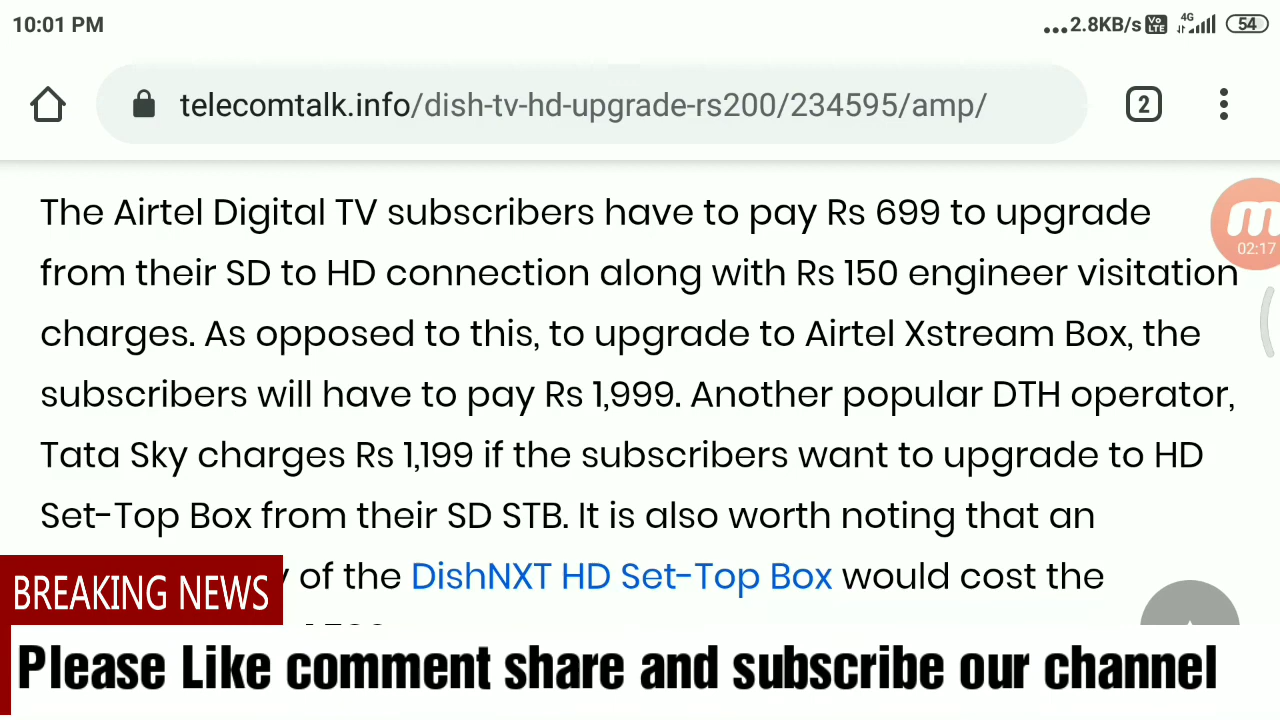 10:01 PM
...2.8KB/s Vo LTE 4G 54
telecomtalk.info/dish-tv-hd-upgrade-rs200/234595/amp/
2
The Airtel Digital TV subscribers have to pay Rs 699 to upgrade
from their SD to HD connection along with Rs 150 engineer visitation
charges. As opposed to this, to upgrade to Airtel Xstream Box, the
subscribers will have to pay Rs 1,999. Another popular DTH operator,
Tata Sky charges Rs 1,199 if the subscribers want to upgrade to HD
Set-Top Box from their SD STB. It is also worth noting that an
of the DishNXT HD Set-Top Box would cost the
02:17
BREAKING NEWS
Please Like comment share and subscribe our channel